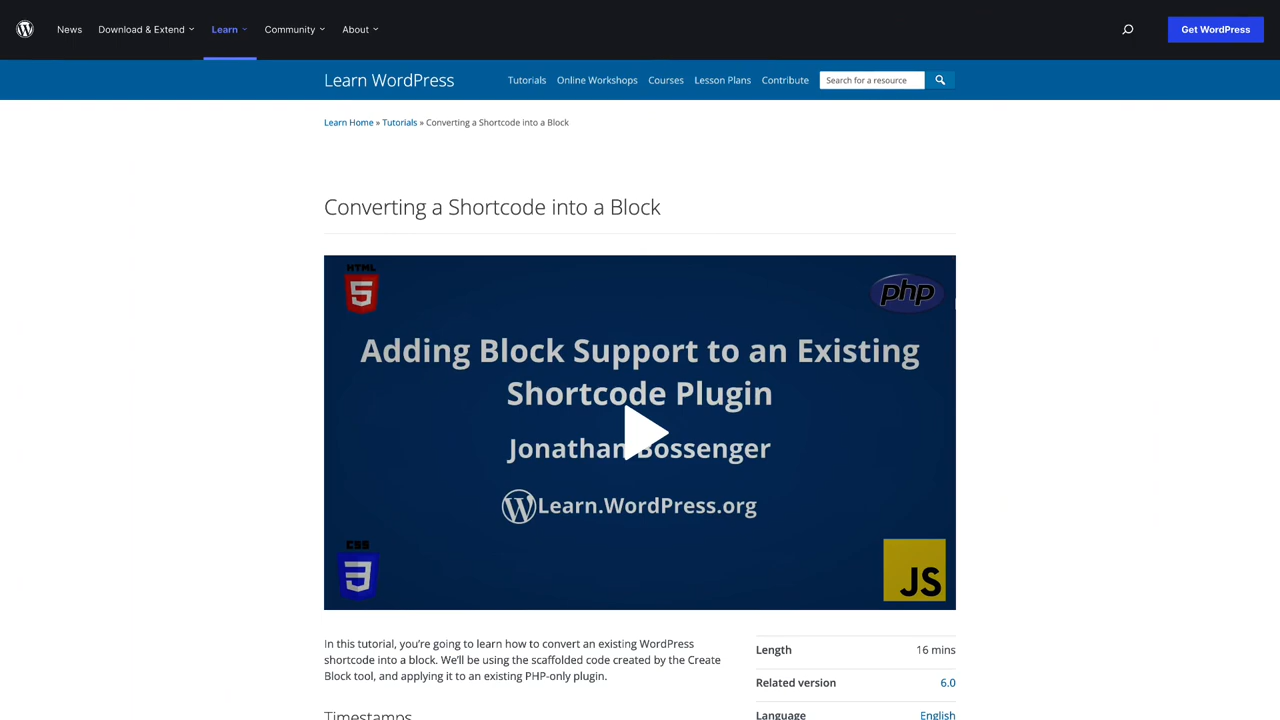 News Download & Extend Learn Community About Get WordPress
Learn WordPress Tutorials Online Workshops Courses Lesson Plans Contribute Search for a resource
Learn Home » Tutorials » Converting a Shortcode into a Block
Converting a Shortcode into a Block
HTML
5
php
Adding Block Support to an Existing
Shortcode Plugin
Jonathan Bossenger
Learn.WordPress.org
CSS
3
JS
In this tutorial, you’re going to learn how to convert an existing WordPress
shortcode into a block. We’ll be using the scaffolded code created by the Create
Block tool, and applying it to an existing PHP-only plugin.
Timestamps
Length 16 mins
Related version 6.0
Language English